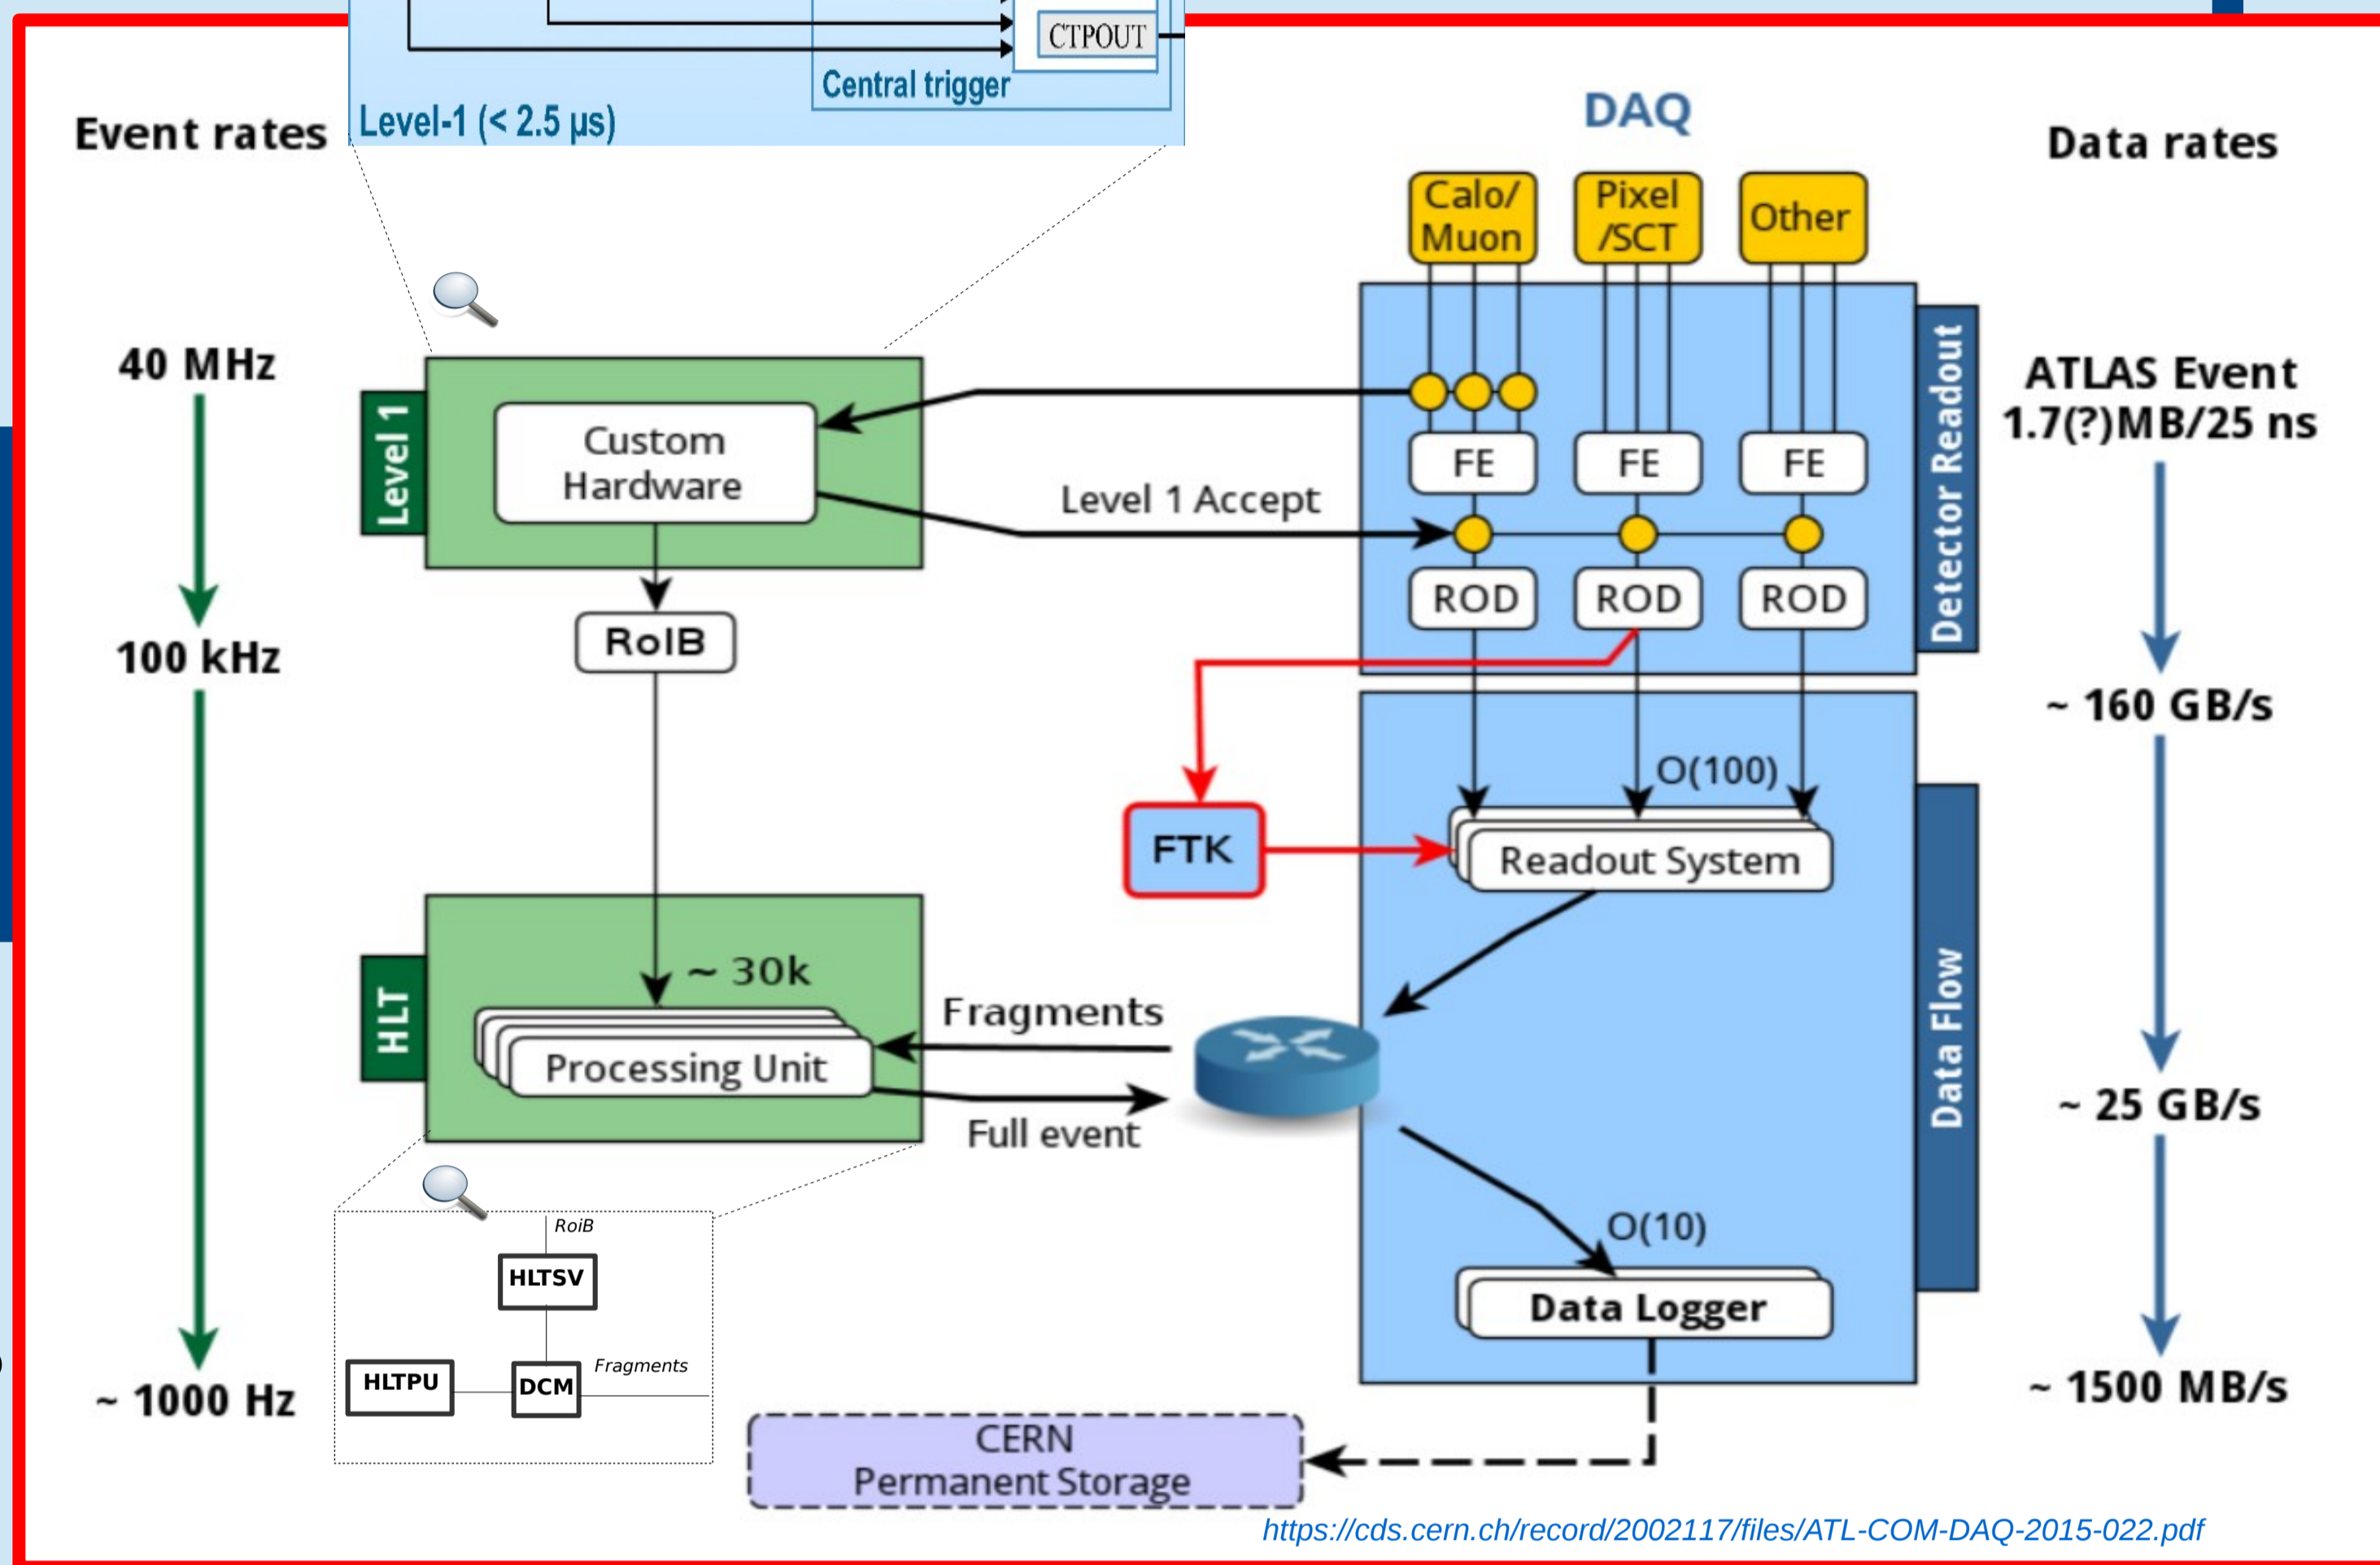 CTPOUT
Central trigger
Level-1 (< 2.5 µs)
Event rates
DAQ
Data rates
Calo/
Muon
Pixel
/SCT
Other
40 MHz
Level 1
Custom
Hardware
Level 1 Accept
FE
FE
FE
Detector Readout
ATLAS Event
1.7(?)MB/25 ns
ROD
ROD
ROD
100 kHz
RoIB
~ 160 GB/s
O(100)
FTK
Readout System
HLT
~ 30k
Processing Unit
Fragments
Full event
Data Flow
~ 25 GB/s
RoiB
HLTSV
HLTPU
DCM
Fragments
O(10)
Data Logger
~ 1000 Hz
~ 1500 MB/s
CERN
Permanent Storage
https://cds.cern.ch/record/2002117/files/ATL-COM-DAQ-2015-022.pdf